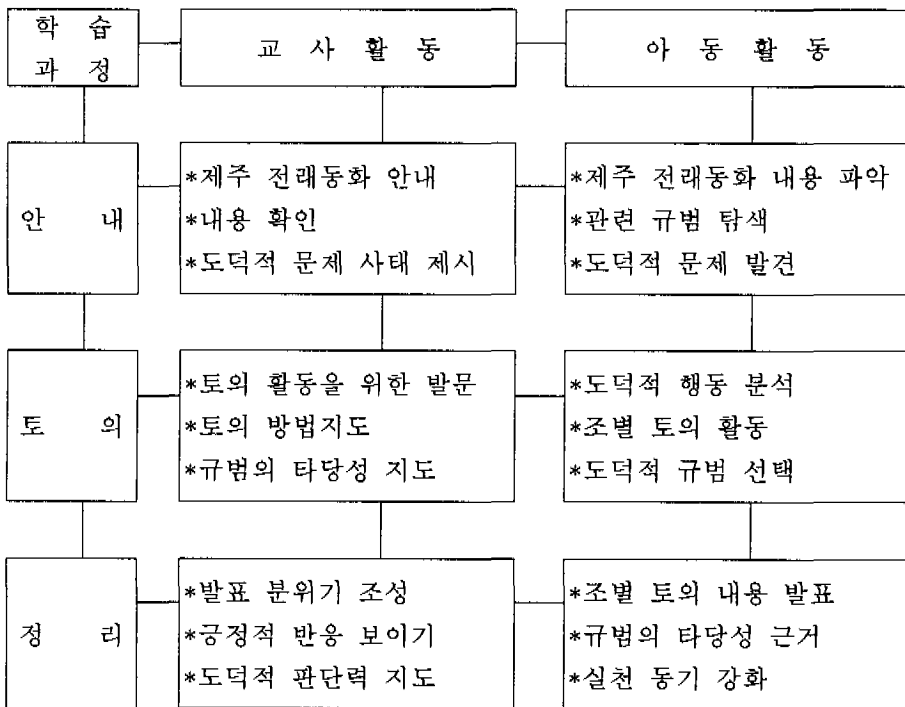 학 습
과 정
교 사 활 동
아 동 활 동
안 내
*제주 전래동화 안내
*내용 확인
*도덕적 문제 사태 제시
*제주 전래동화 내용 파악
*관련 규범 탐색
*도덕적 문제 발견
토 의
*토의 활동을 위한 발문
*토의 방법지도
*규범의 타당성 지도
*도덕적 행동 분석
*조별 토의 활동
*도덕적 규범 선택
정 리
*발표 분위기 조성
*긍정적 반응 보이기
*도덕적 판단력 지도
*조별 토의 내용 발표
*규범의 타당성 근거
*실천 동기 강화